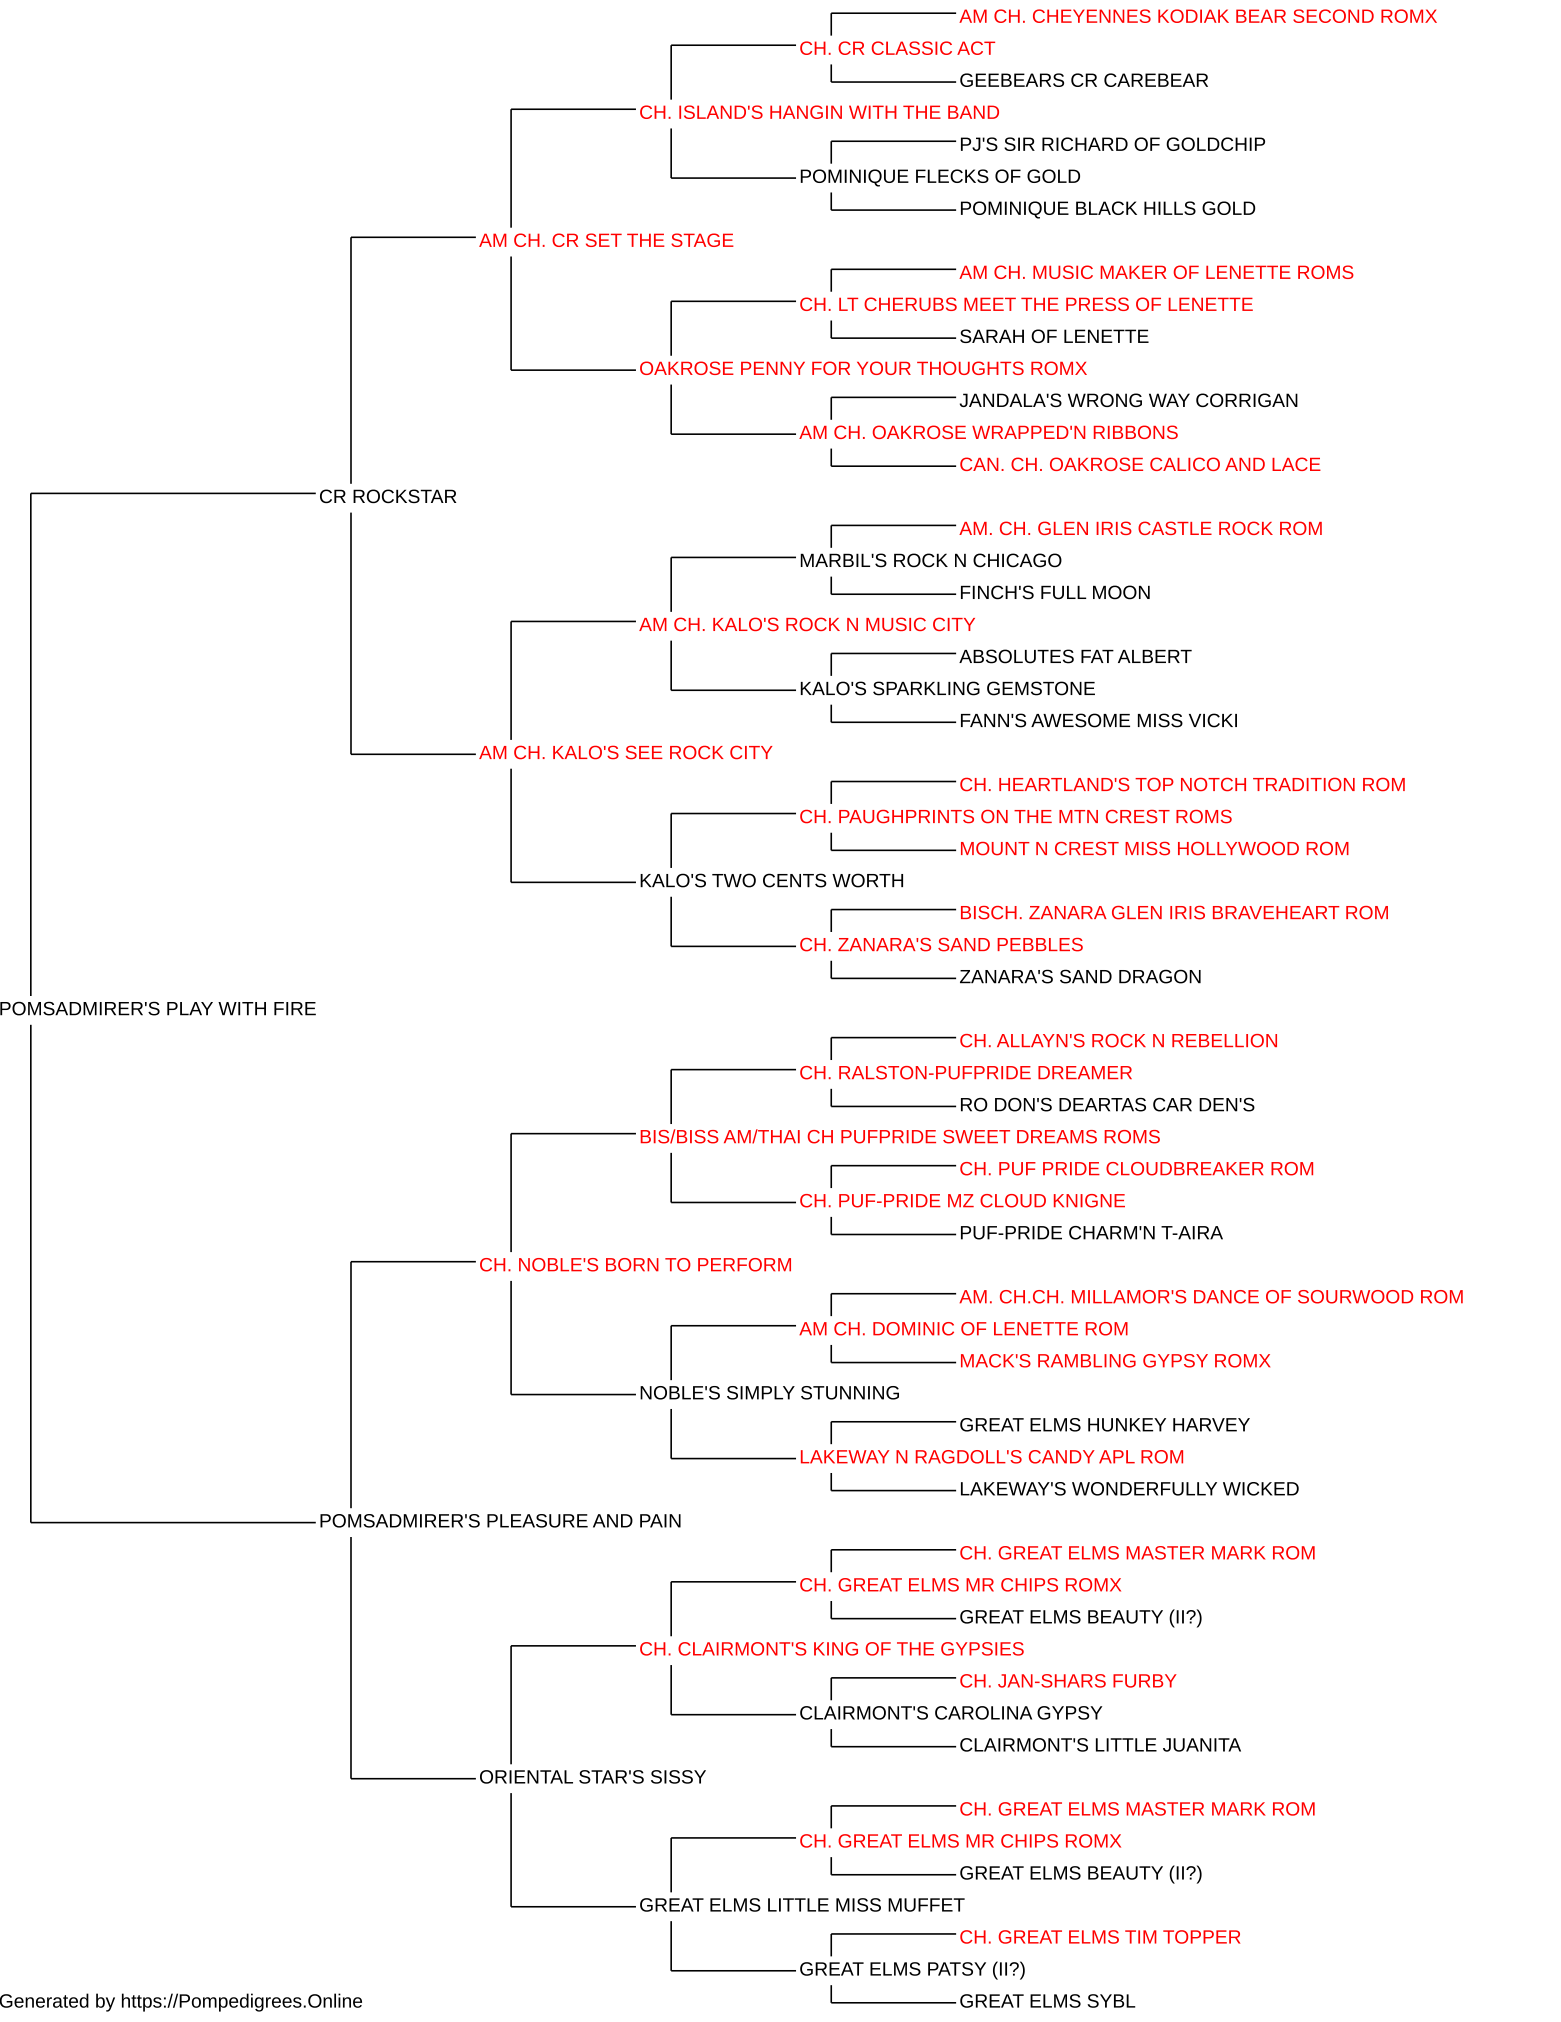 AM CH. CHEYENNES KODIAK BEAR SECOND ROMX
CH. CR CLASSIC ACT
GEEBEARS CR CAREBEAR
CH. ISLAND'S HANGIN WITH THE BAND
PJ'S SIR RICHARD OF GOLDCHIP
POMINIQUE FLECKS OF GOLD
POMINIQUE BLACK HILLS GOLD
AM CH. CR SET THE STAGE
AM CH. MUSIC MAKER OF LENETTE ROMS
CH. LT CHERUBS MEET THE PRESS OF LENETTE
SARAH OF LENETTE
OAKROSE PENNY FOR YOUR THOUGHTS ROMX
JANDALA'S WRONG WAY CORRIGAN
AM CH. OAKROSE WRAPPED'N RIBBONS
CAN. CH. OAKROSE CALICO AND LACE
CR ROCKSTAR
AM. CH. GLEN IRIS CASTLE ROCK ROM
MARBIL'S ROCK N CHICAGO
FINCH'S FULL MOON
AM CH. KALO'S ROCK N MUSIC CITY
ABSOLUTES FAT ALBERT
KALO'S SPARKLING GEMSTONE
FANN'S AWESOME MISS VICKI
AM CH. KALO'S SEE ROCK CITY
CH. HEARTLAND'S TOP NOTCH TRADITION ROM
CH. PAUGHPRINTS ON THE MTN CREST ROMS
MOUNT N CREST MISS HOLLYWOOD ROM
KALO'S TWO CENTS WORTH
BISCH. ZANARA GLEN IRIS BRAVEHEART ROM
CH. ZANARA'S SAND PEBBLES
ZANARA'S SAND DRAGON
POMSADMIRER'S PLAY WITH FIRE
CH. ALLAYN'S ROCK N REBELLION
CH. RALSTON-PUFPRIDE DREAMER
RO DON'S DEARTAS CAR DEN'S
BIS/BISS AM/THAI CH PUFPRIDE SWEET DREAMS ROMS
CH. PUF PRIDE CLOUDBREAKER ROM
CH. PUF-PRIDE MZ CLOUD KNIGNE
PUF-PRIDE CHARM'N T-AIRA
CH. NOBLE'S BORN TO PERFORM
AM. CH.CH. MILLAMOR'S DANCE OF SOURWOOD ROM
AM CH. DOMINIC OF LENETTE ROM
MACK'S RAMBLING GYPSY ROMX
NOBLE'S SIMPLY STUNNING
GREAT ELMS HUNKEY HARVEY
LAKEWAY N RAGDOLL'S CANDY APL ROM
LAKEWAY'S WONDERFULLY WICKED
POMSADMIRER'S PLEASURE AND PAIN
CH. GREAT ELMS MASTER MARK ROM
CH. GREAT ELMS MR CHIPS ROMX
GREAT ELMS BEAUTY (II?)
CH. CLAIRMONT'S KING OF THE GYPSIES
CH. JAN-SHARS FURBY
CLAIRMONT'S CAROLINA GYPSY
CLAIRMONT'S LITTLE JUANITA
ORIENTAL STAR'S SISSY
CH. GREAT ELMS MASTER MARK ROM
CH. GREAT ELMS MR CHIPS ROMX
GREAT ELMS BEAUTY (II?)
GREAT ELMS LITTLE MISS MUFFET
CH. GREAT ELMS TIM TOPPER
GREAT ELMS PATSY (II?)
GREAT ELMS SYBL
Generated by https://Pompedigrees.Online